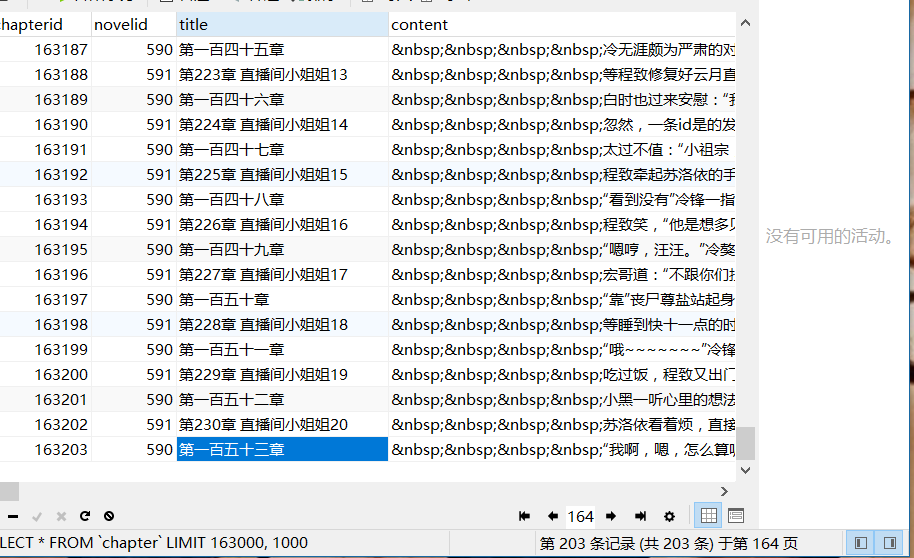 chapterid novelid title content
163187 590 第一百四十五章 &nbsp;&nbsp;&nbsp;&nbsp;冷无涯颇为严肃的对
163188 591 第223章 直播间小姐姐13 &nbsp;&nbsp;&nbsp;&nbsp;等程致修复好云月直
163189 590 第一百四十六章 &nbsp;&nbsp;&nbsp;&nbsp;白时也过来安慰：“我
163190 591 第224章 直播间小姐姐14 &nbsp;&nbsp;&nbsp;&nbsp;忽然，一条id是的发
163191 590 第一百四十七章 &nbsp;&nbsp;&nbsp;&nbsp;太过不值：“小祖宗
163192 591 第225章 直播间小姐姐15 &nbsp;&nbsp;&nbsp;&nbsp;程致牵起苏洛依的手
163193 590 第一百四十八章 &nbsp;&nbsp;&nbsp;&nbsp;“看到没有”冷锋一指
163194 591 第226章 直播间小姐姐16 &nbsp;&nbsp;&nbsp;&nbsp;程致笑，“他是想多见
163195 590 第一百四十九章 &nbsp;&nbsp;&nbsp;&nbsp;“嗯哼，汪汪。”冷
163196 591 第227章 直播间小姐姐17 &nbsp;&nbsp;&nbsp;&nbsp;宏哥道：“不跟你们
163197 590 第一百五十章 &nbsp;&nbsp;&nbsp;&nbsp;“靠”丧尸尊盐站起身
163198 591 第228章 直播间小姐姐18 &nbsp;&nbsp;&nbsp;&nbsp;等睡到快十一点的时
163199 590 第一百五十一章 &nbsp;&nbsp;&nbsp;&nbsp;“哦~~~~~~~”冷锋
163200 591 第229章 直播间小姐姐19 &nbsp;&nbsp;&nbsp;&nbsp;吃过饭，程致又出门
163201 590 第一百五十二章 &nbsp;&nbsp;&nbsp;&nbsp;小黑一听心里的想法
163202 591 第230章 直播间小姐姐20 &nbsp;&nbsp;&nbsp;&nbsp;苏洛依看着烦，直接
163203 590 第一百五十三章 &nbsp;&nbsp;&nbsp;&nbsp;“我啊，嗯，怎么算
没有可用的活动。
164
LECT * FROM `chapter` LIMIT 163000, 1000
第 203 条记录 (共 203 条) 于第 164 页